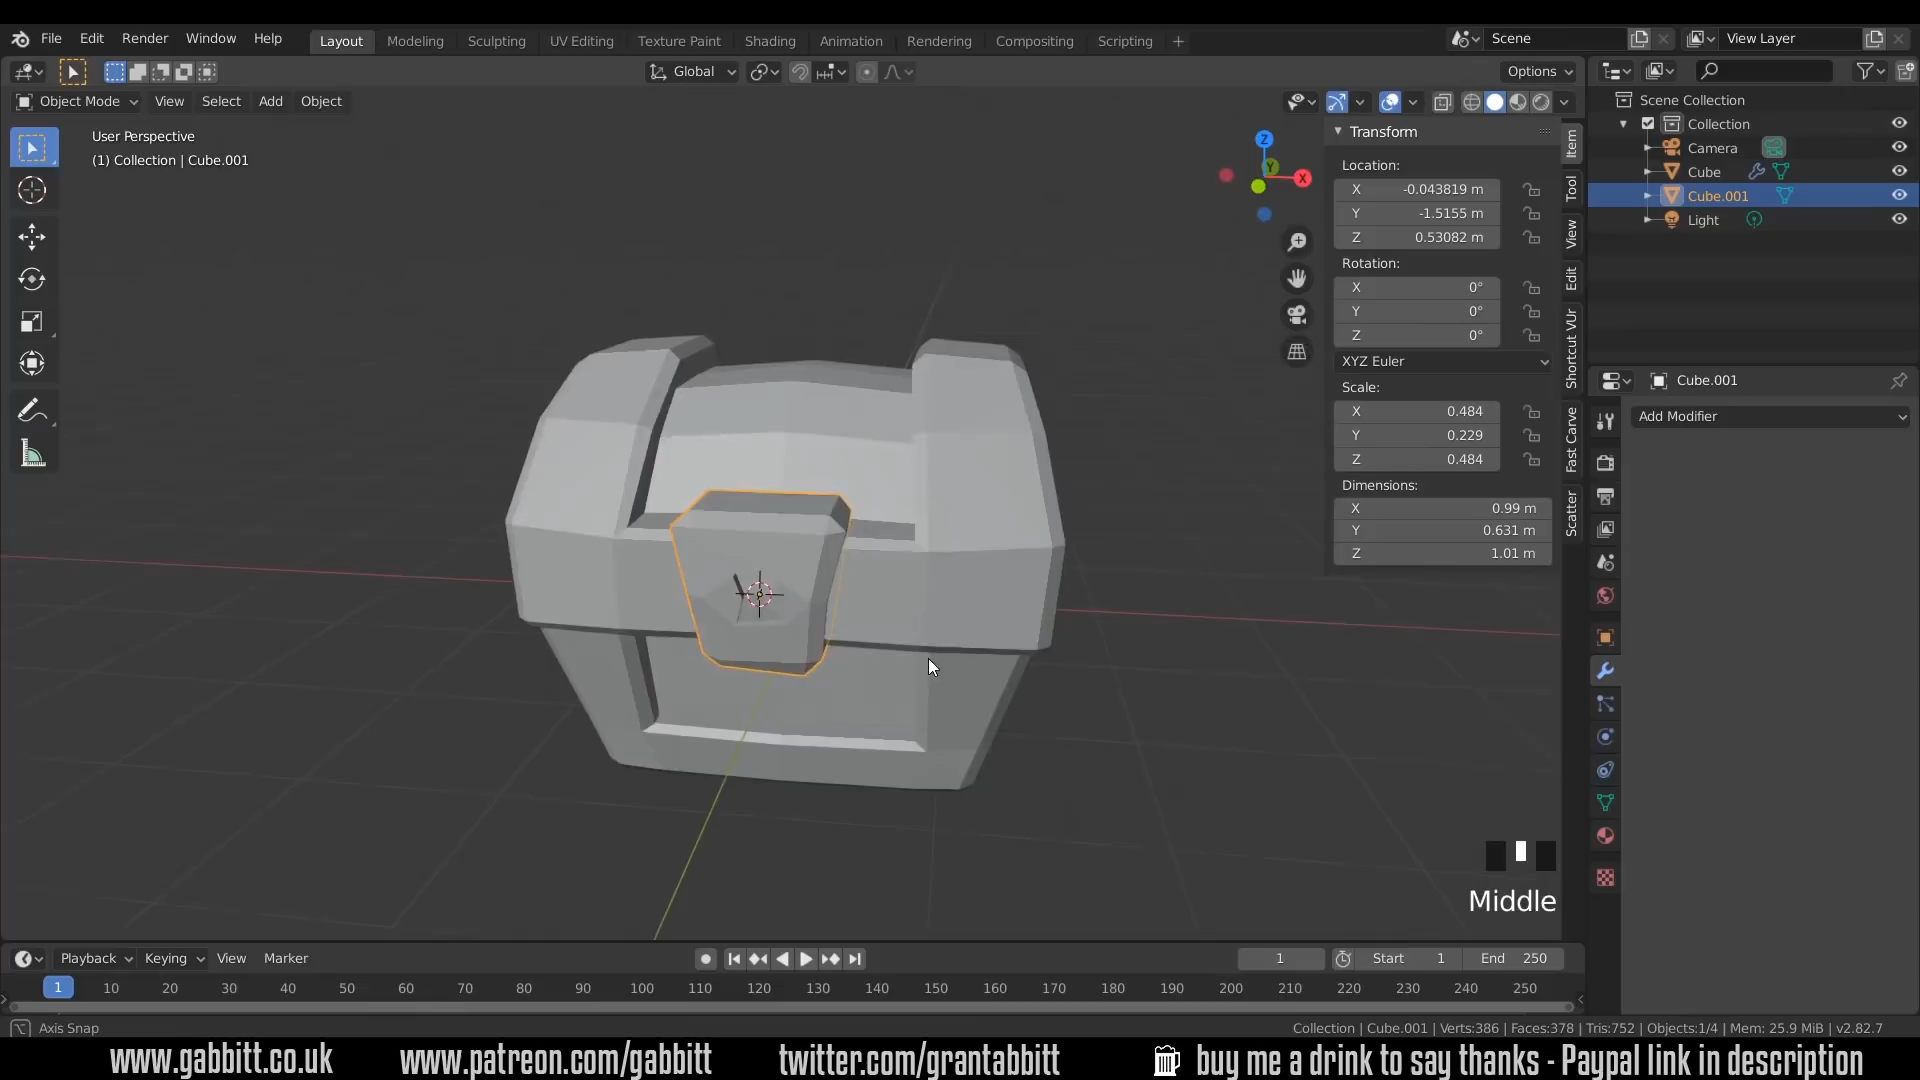 File Edit Render Window Help Layout Modeling Sculpting UV Editing Texture Paint Shading Animation Rendering Compositing Scripting + Scene View Layer
Global Options
Object Mode View Select Add Object
User Perspective
(1) Collection | Cube.001
Z
Y
X
Transform
Location:
X -0.043819 m
Y -1.5155 m
Z 0.53082 m
Rotation:
X 0°
Y 0°
Z 0°
XYZ Euler
Scale:
X 0.484
Y 0.229
Z 0.484
Dimensions:
X 0.99 m
Y 0.631 m
Z 1.01 m
Item
Tool
View
Edit
Shortcut VUr
Fast Carve
Scatter
Scene Collection
Collection
Camera
Cube
Cube.001
Light
Cube.001
Add Modifier
Middle
Playback Keying View Marker 1 Start 1 End 250
1 10 20 30 40 50 60 70 80 90 100 110 120 130 140 150 160 170 180 190 200 210 220 230 240 250
Axis Snap Collection | Cube.001 | Verts:386 | Faces:378 | Tris:752 | Objects:1/4 | Mem: 25.9 MiB | v2.82.7
www.gabbitt.co.uk www.patreon.com/gabbitt twitter.com/grantabbitt buy me a drink to say thanks - Paypal link in description